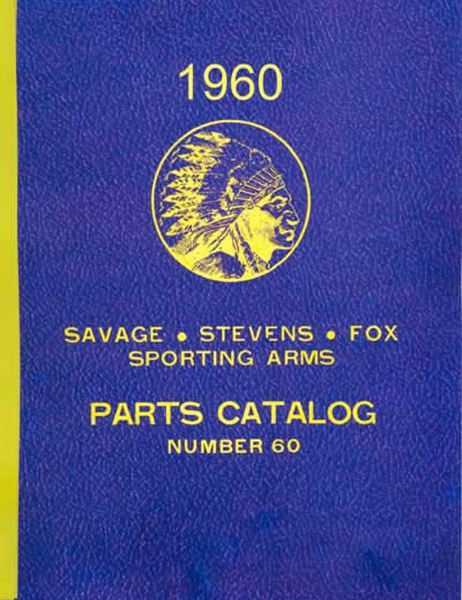 1960
SAVAGE • STEVENS • FOX
SPORTING ARMS
PARTS CATALOG
NUMBER 60